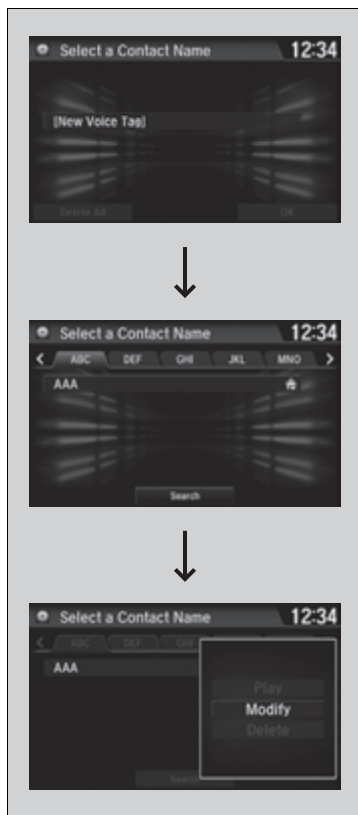 Select a Contact Name 12:34
[New Voice Tag]
Delete All OK
Select a Contact Name 12:34
ABC DEF GHI JKL MNO
AAA
Search
Select a Contact Name 12:34
ABC DEF GHI
AAA
Play
Modify
Delete
Search